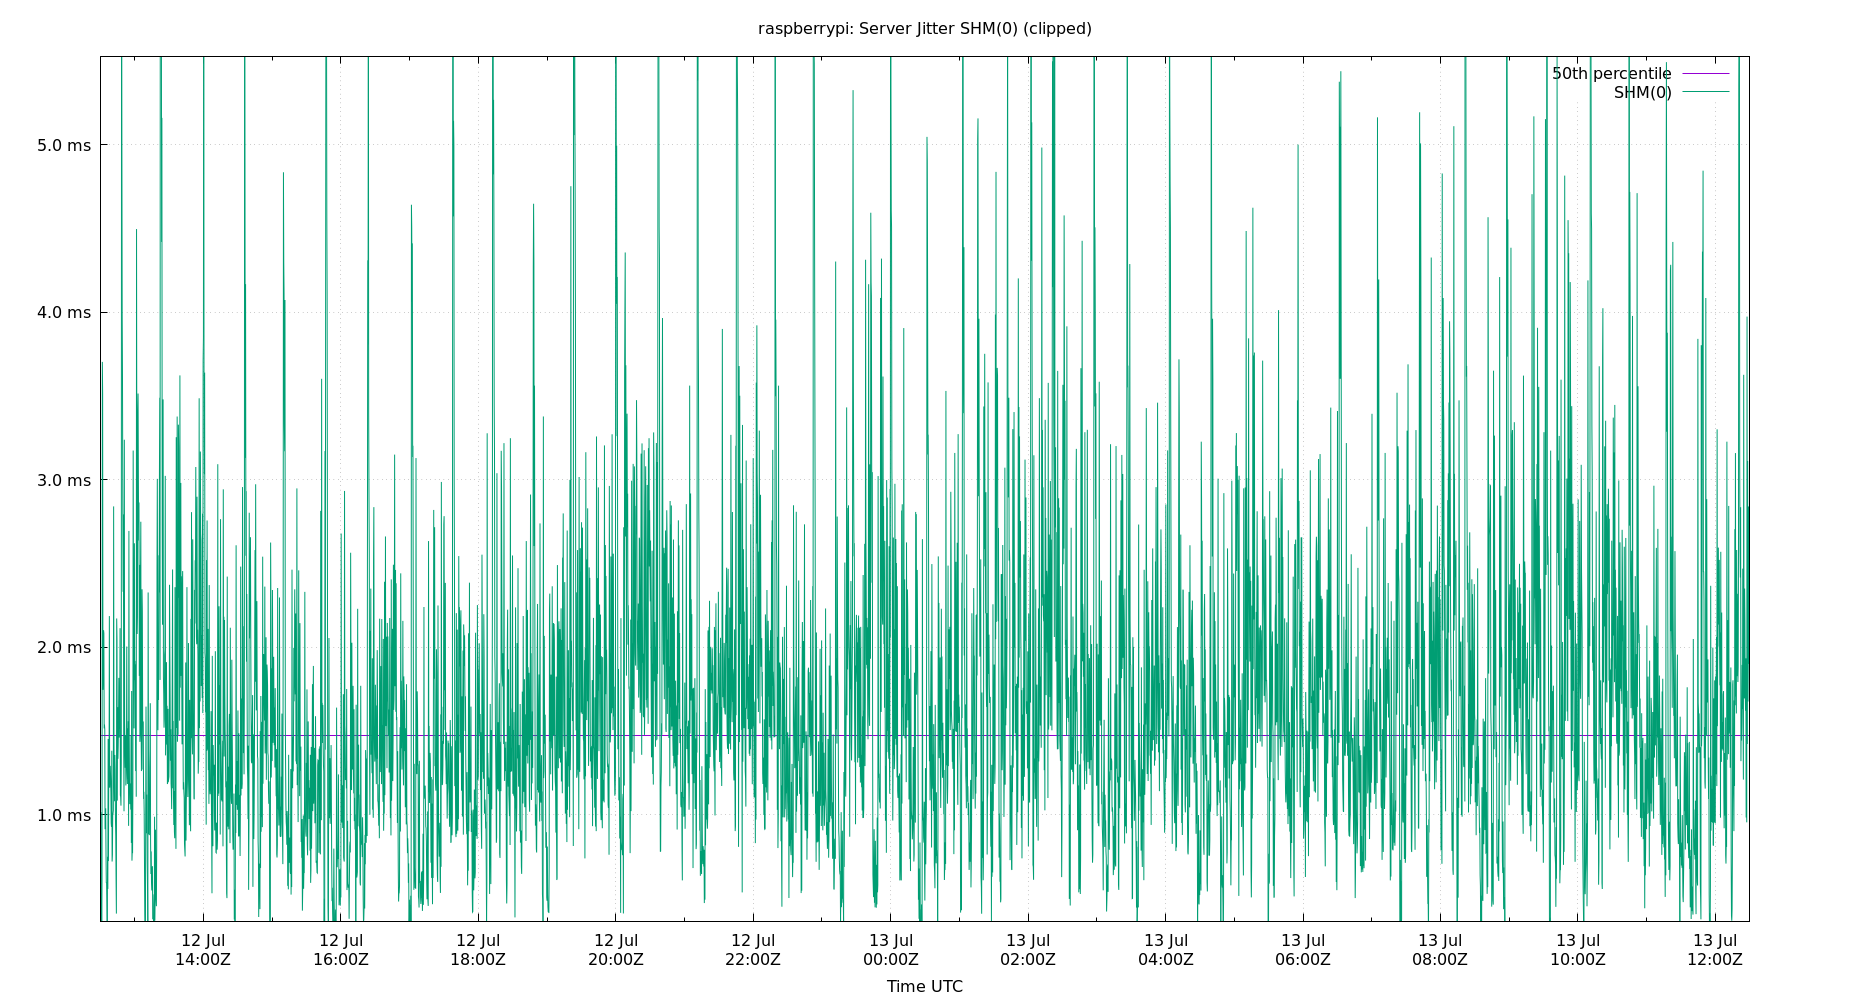 raspberrypi: Server Jitter SHM(0) (clipped)
50th percentile
SHM(0)
5.0 ms
4.0 ms
3.0 ms
2.0 ms
1.0 ms
12 Jul 12 Jul 12 Jul 12 Jul 12 Jul 13 Jul 13 Jul 13 Jul 13 Jul 13 Jul 13 Jul 13 Jul
14:00Z 16:00Z 18:00Z 20:00Z 22:00Z 00:00Z 02:00Z 04:00Z 06:00Z 08:00Z 10:00Z 12:00Z
Time UTC